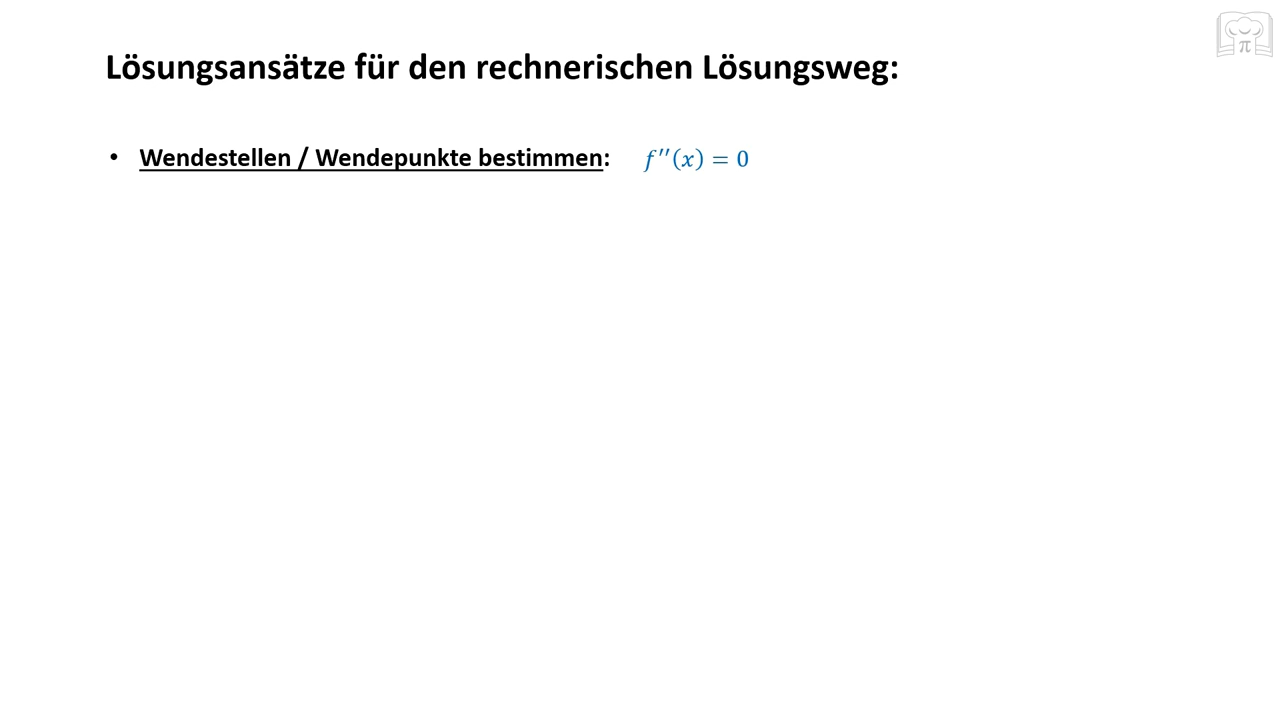 Lösungsansätze für den rechnerischen Lösungsweg:
• Wendestellen / Wendepunkte bestimmen: f′′(x) = 0
π